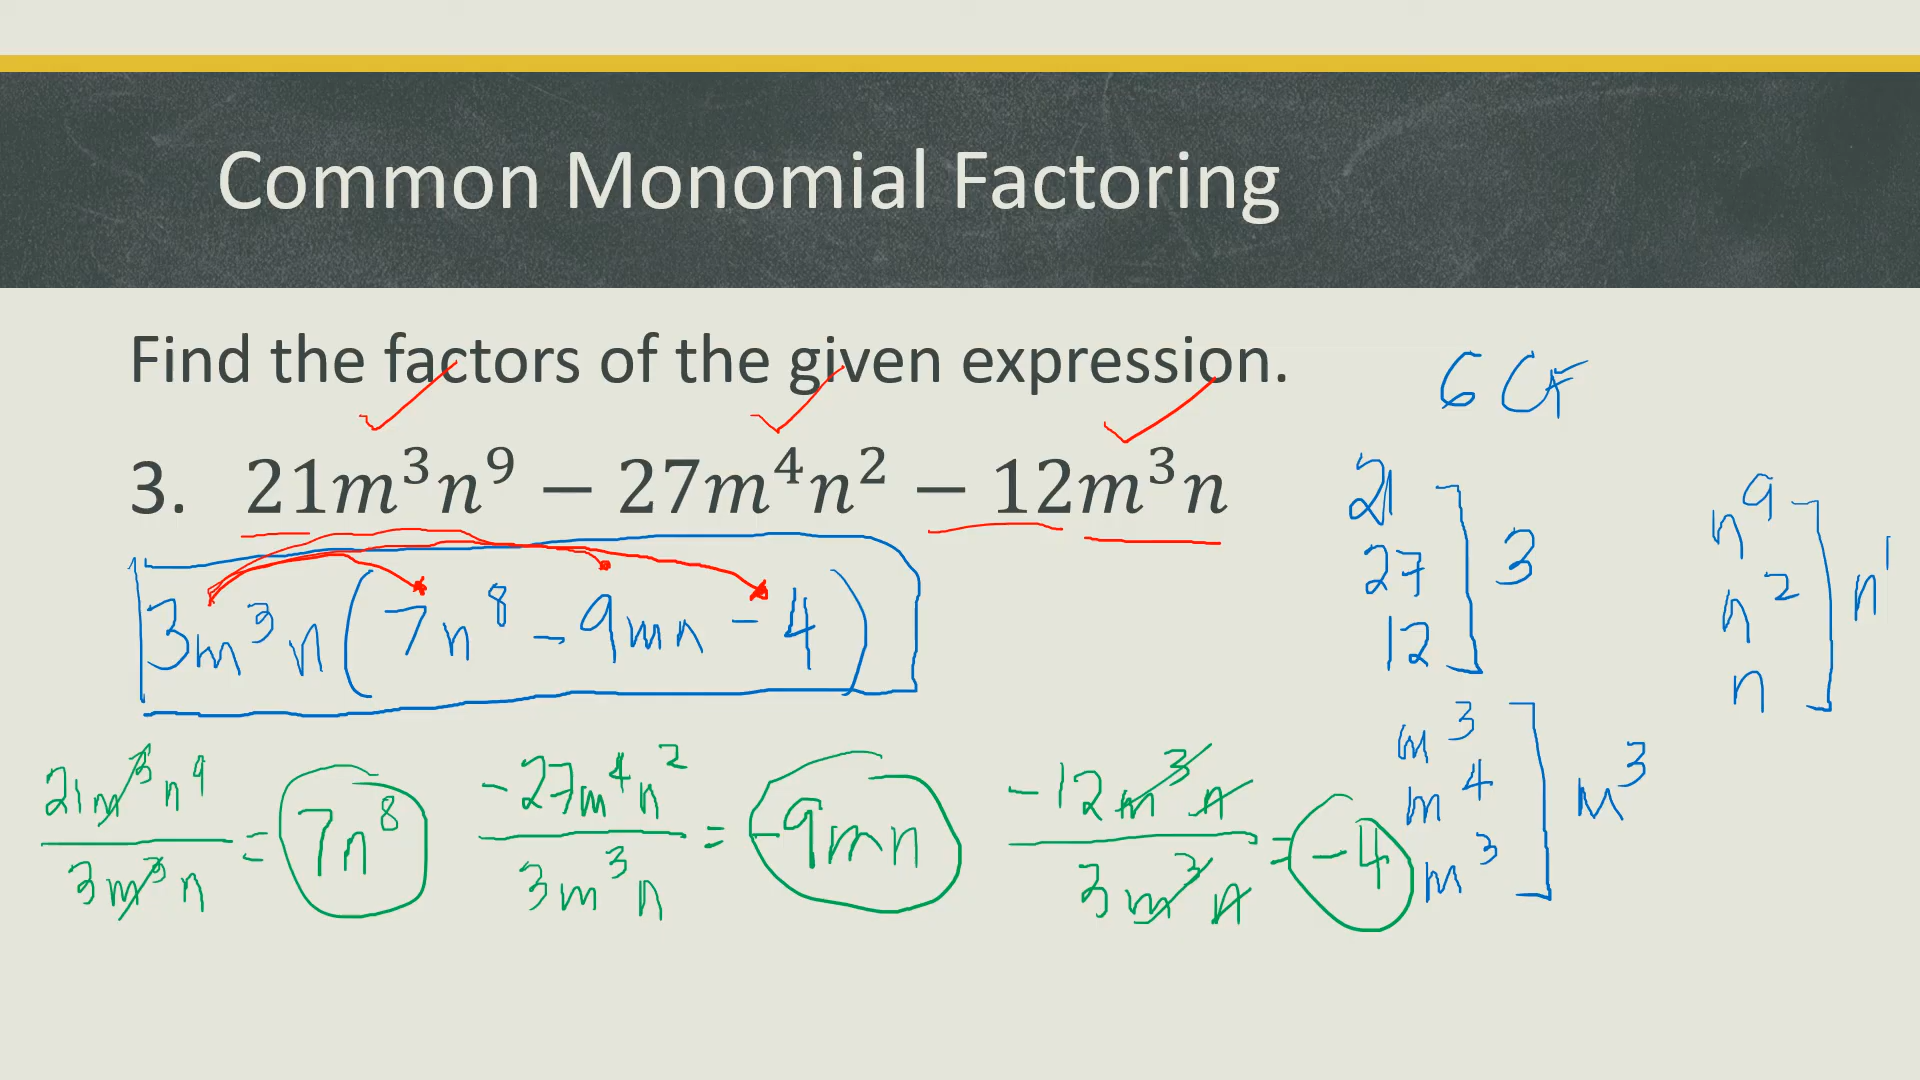 Common Monomial Factoring
Find the factors of the given expression.
GCF
3. 21m³n⁹ − 27m⁴n² − 12m³n
3m³n(7n⁸ − 9mn − 4)
21
27
12
] 3
n⁹
n²
n
] n¹
m³
m⁴
m³
] m³
21m³n⁹
3m³n
= 7n⁸
-27m⁴n²
3m³n
= -9mn
-12m³n
3m³n
= -4